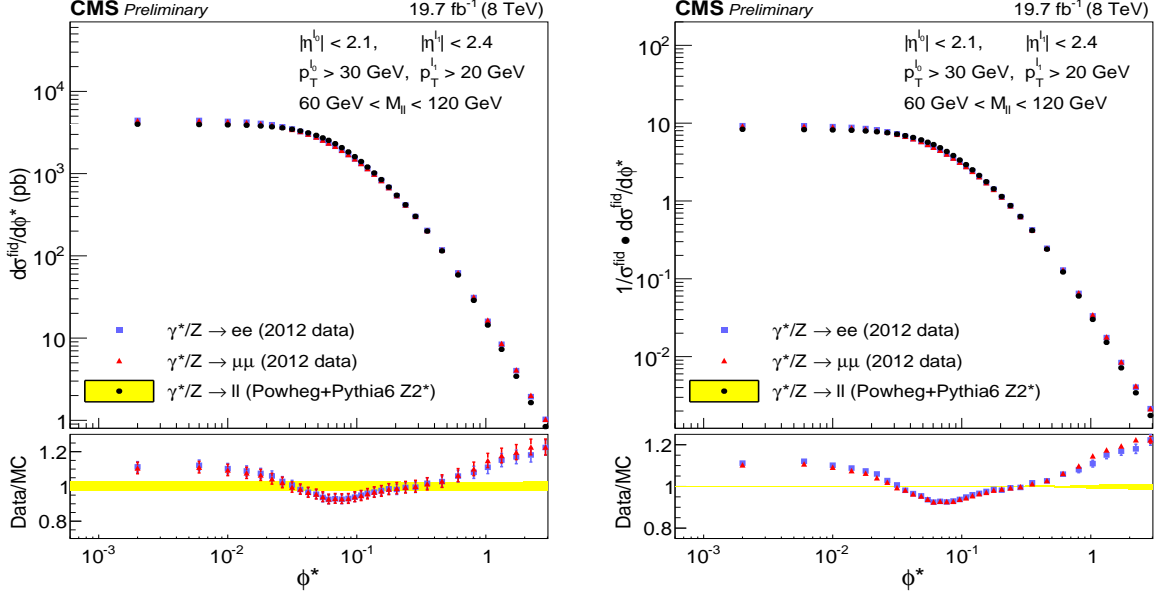 CMS Preliminary 19.7 fb⁻¹ (8 TeV)
|η^l₀| < 2.1, |η^l₁| < 2.4
p_T^l₀ > 30 GeV, p_T^l₁ > 20 GeV
60 GeV < M_ll < 120 GeV
dσ^fid/dϕ* (pb)
10⁴
10³
10²
10
1
γ*/Z → ee (2012 data)
γ*/Z → μμ (2012 data)
γ*/Z → ll (Powheg+Pythia6 Z2*)
Data/MC
1.2
1
0.8
10⁻³ 10⁻² 10⁻¹ 1
ϕ*
CMS Preliminary 19.7 fb⁻¹ (8 TeV)
|η^l₀| < 2.1, |η^l₁| < 2.4
p_T^l₀ > 30 GeV, p_T^l₁ > 20 GeV
60 GeV < M_ll < 120 GeV
1/σ^fid • dσ^fid/dϕ*
10²
10
1
10⁻¹
10⁻²
γ*/Z → ee (2012 data)
γ*/Z → μμ (2012 data)
γ*/Z → ll (Powheg+Pythia6 Z2*)
Data/MC
1.2
1
0.8
10⁻³ 10⁻² 10⁻¹ 1
ϕ*